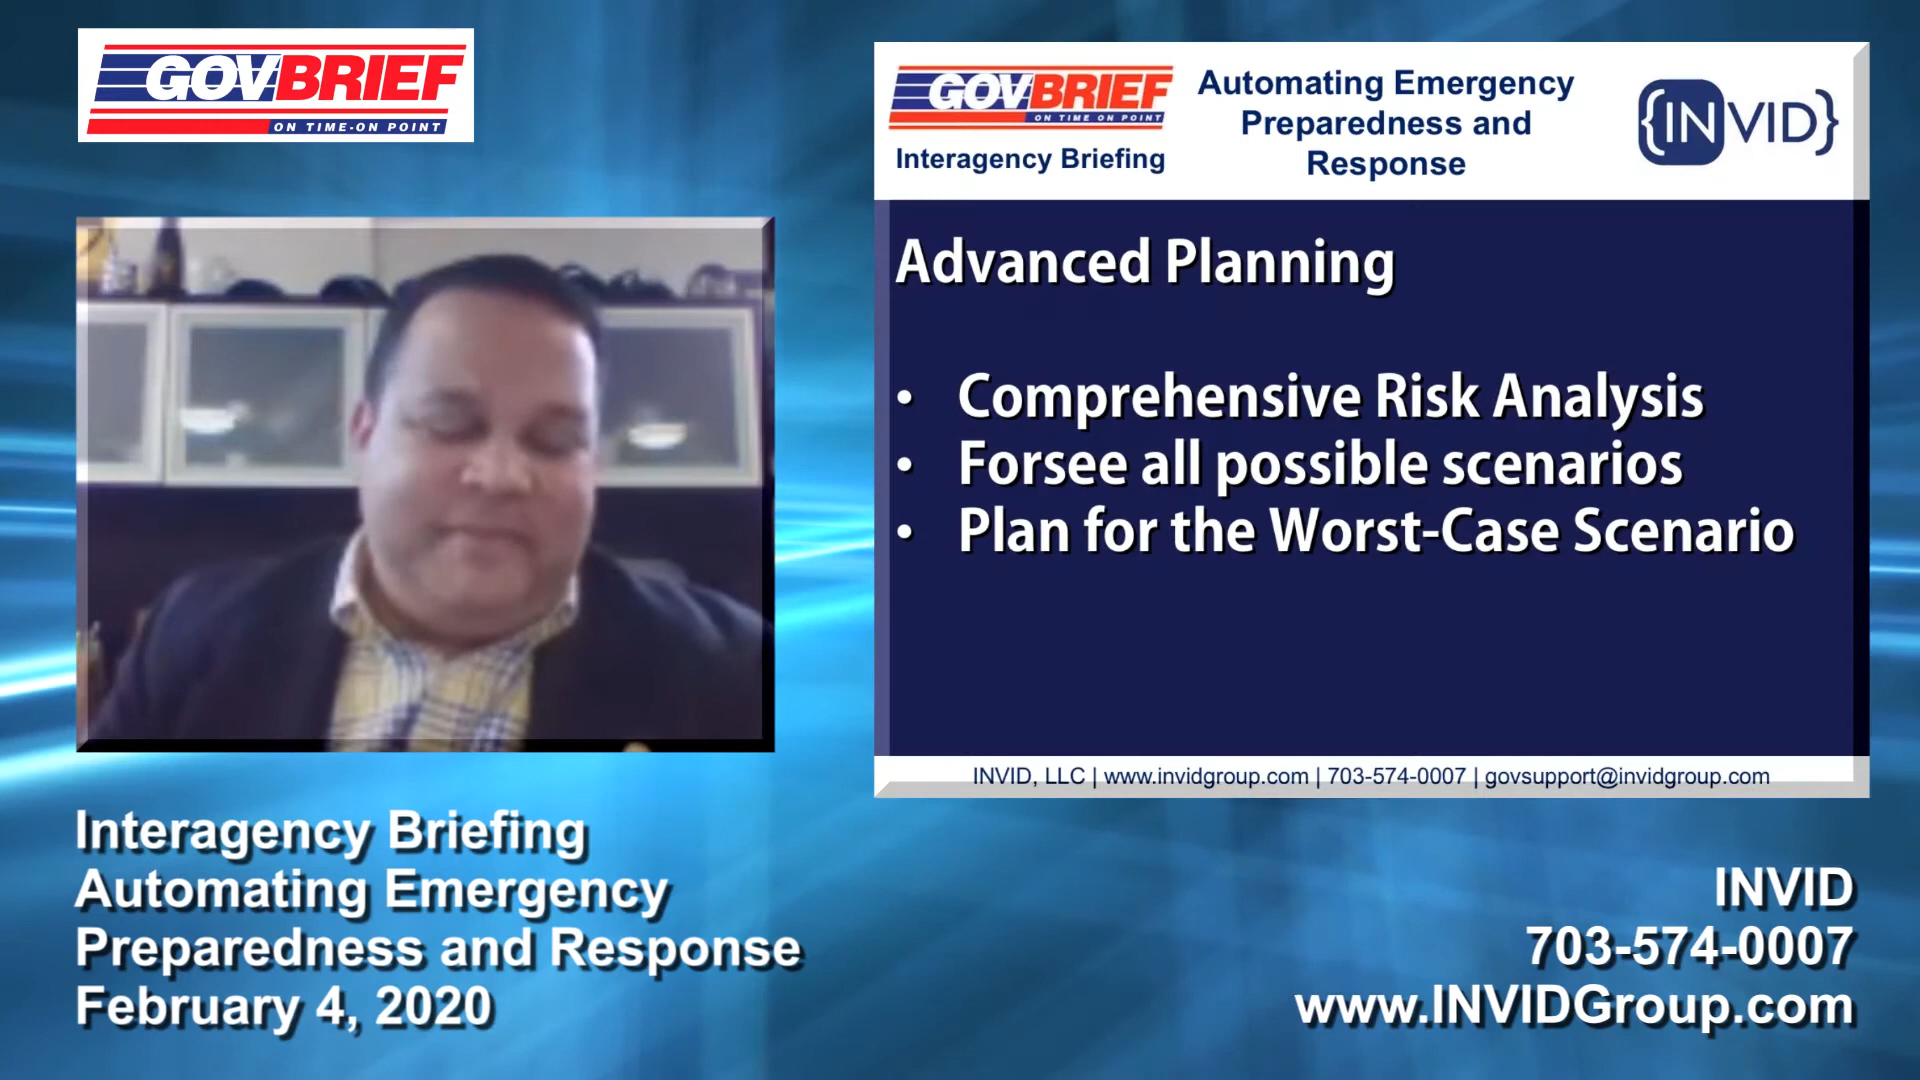 GOVBRIEF
ON TIME-ON POINT
GOVBRIEF
ON TIME ON POINT
Interagency Briefing
Automating Emergency
Preparedness and
Response
{INVID}
Advanced Planning
• Comprehensive Risk Analysis
• Forsee all possible scenarios
• Plan for the Worst-Case Scenario
INVID, LLC | www.invidgroup.com | 703-574-0007 | govsupport@invidgroup.com
Interagency Briefing
Automating Emergency
Preparedness and Response
February 4, 2020
INVID
703-574-0007
www.INVIDGroup.com